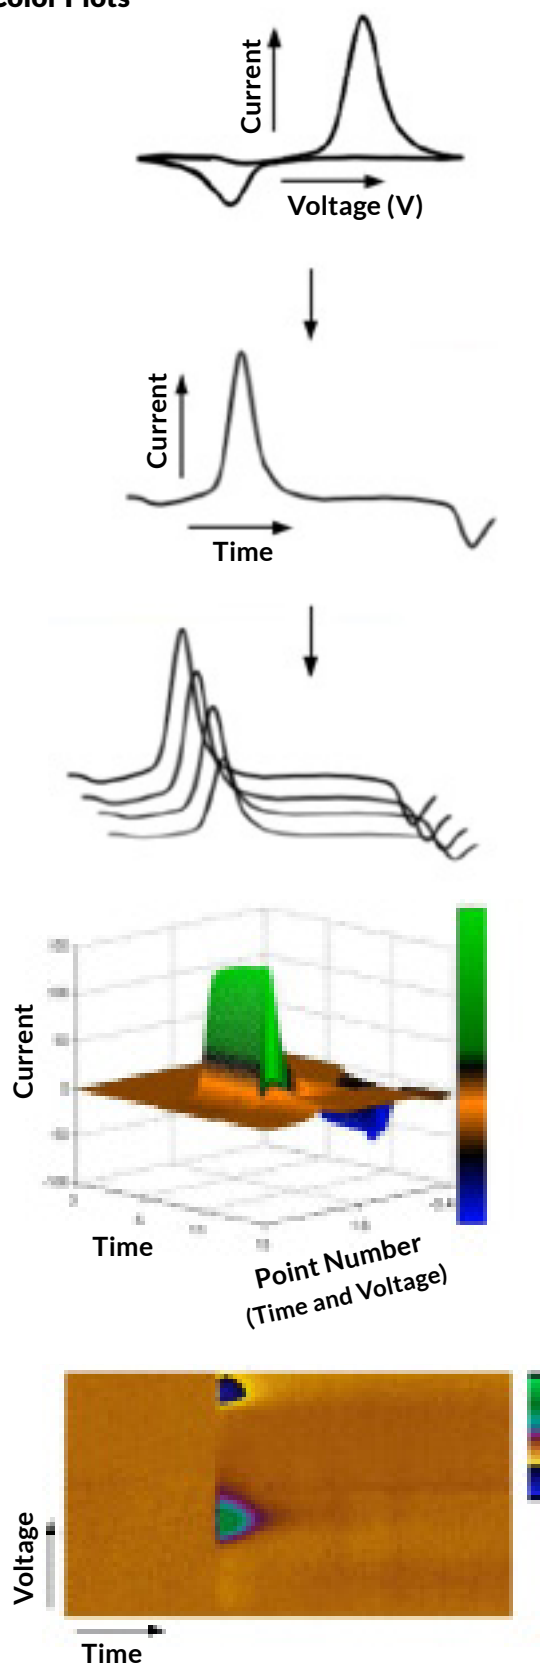 Color Plots
Current
Voltage (V)
Current
Time
Current
Time
Point Number
(Time and Voltage)
Voltage
Time